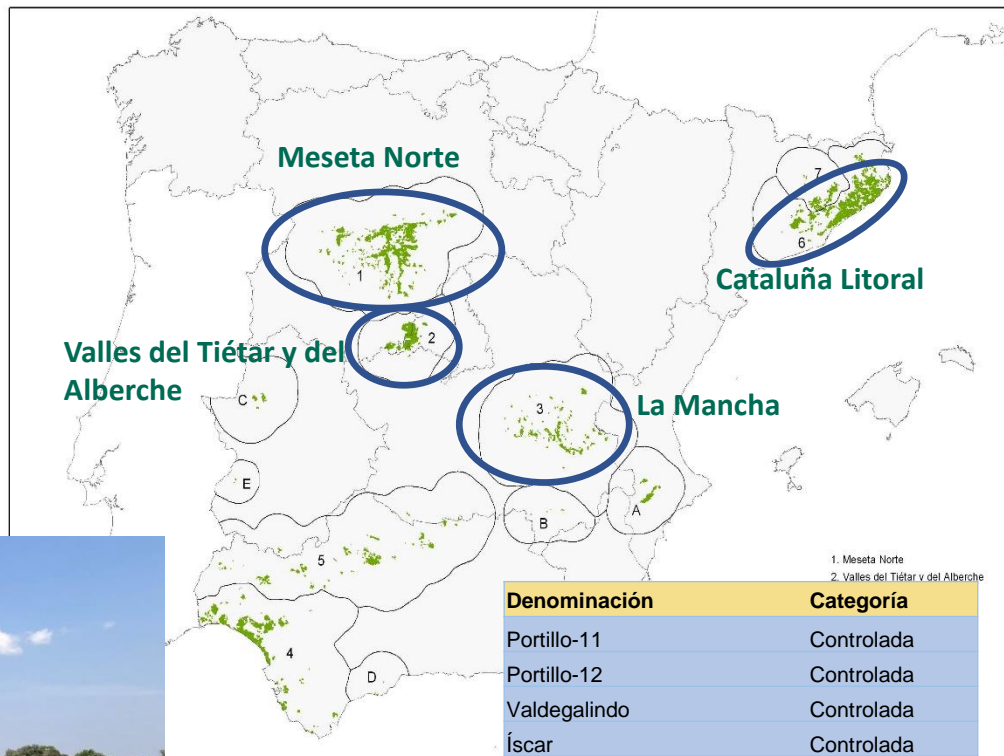 Meseta Norte
7
6
1
Cataluña Litoral
2
Valles del Tiétar y del
Alberche
C
3
La Mancha
E
A
B
5
1. Meseta Norte
2. Valles del Tiétar y del Alberche
4
D
Denominación Categoría
Portillo-11 Controlada
Portillo-12 Controlada
Valdegalindo Controlada
Íscar Controlada